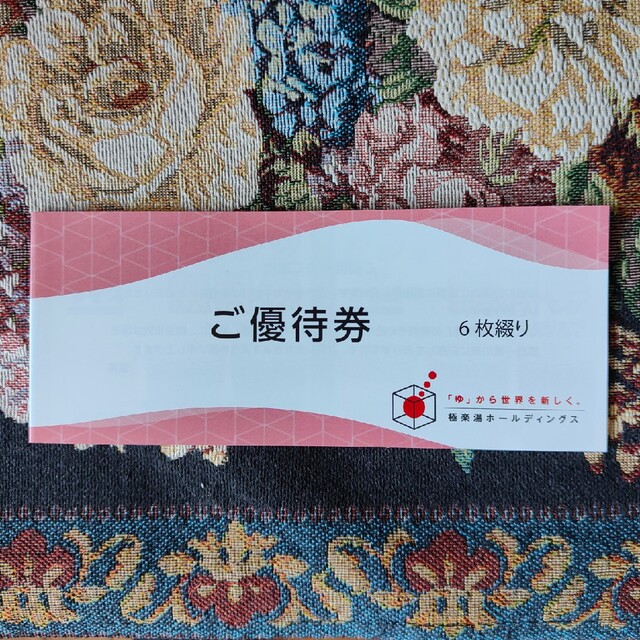 ご優待券 6枚綴り
「ゆ」から世界を新しく。
極楽湯ホールディングス